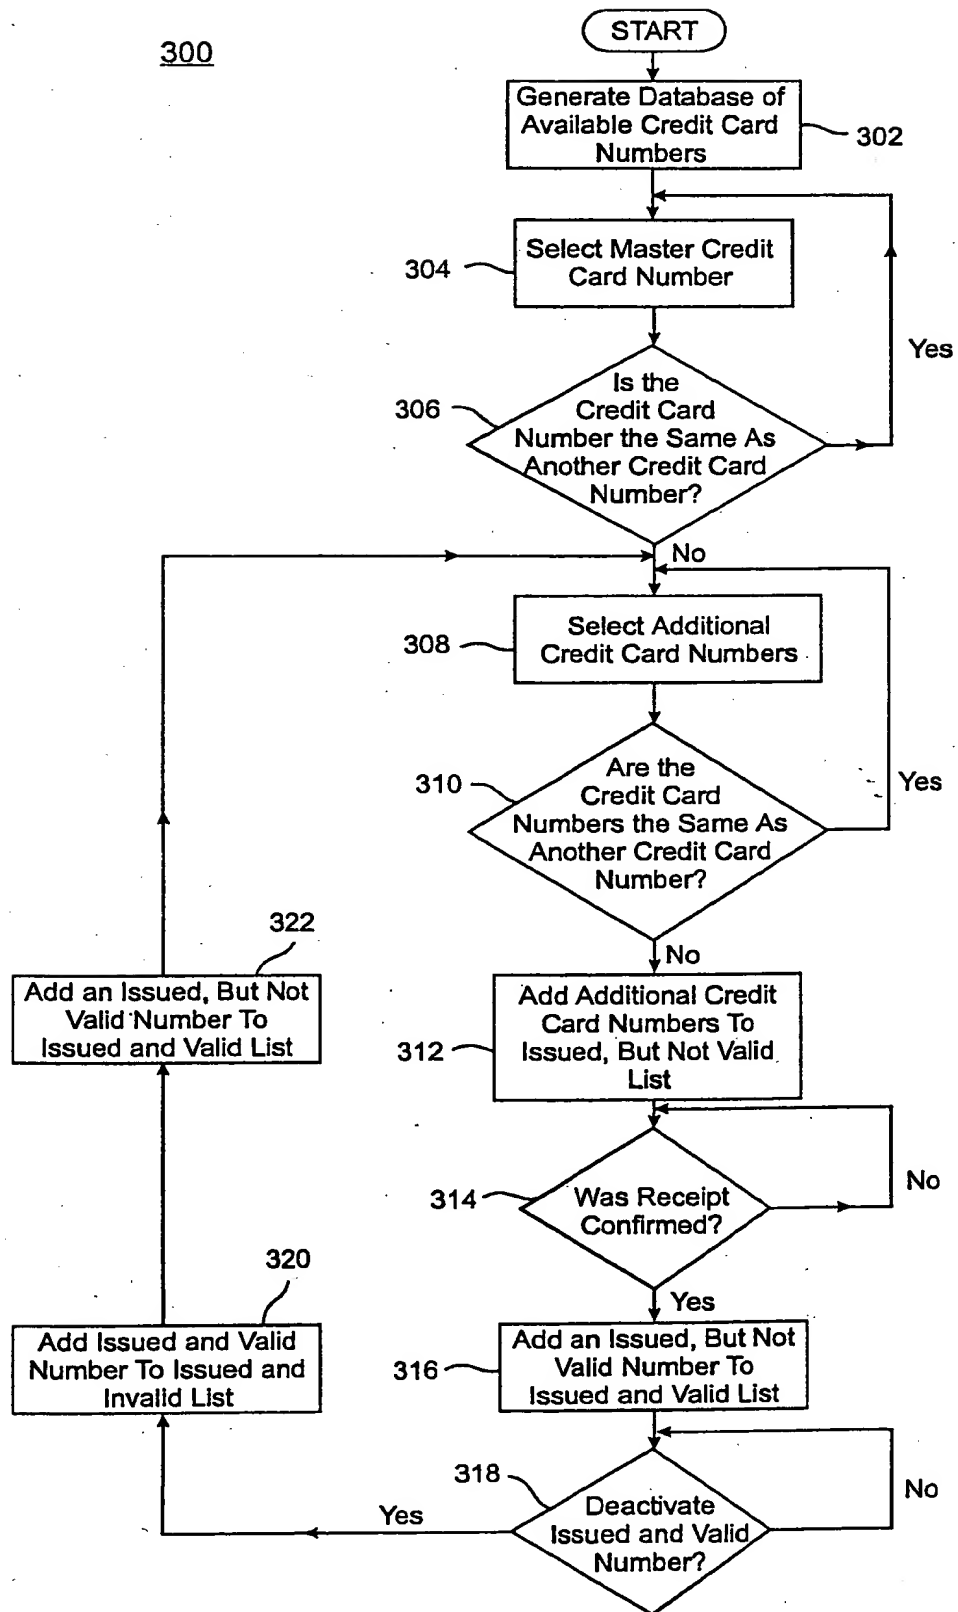 300
START
Generate Database of
Available Credit Card
Numbers
302
Select Master Credit
Card Number
304
Yes
Is the
Credit Card
Number the Same As
Another Credit Card
Number?
306
No
Select Additional
Credit Card Numbers
308
Are the
Credit Card
Numbers the Same As
Another Credit Card
Number?
310
Yes
No
322
Add an Issued, But Not
Valid Number To
Issued and Valid List
Add Additional Credit
Card Numbers To
Issued, But Not Valid
List
312
Was Receipt
Confirmed?
314
No
Yes
320
Add Issued and Valid
Number To Issued and
Invalid List
Add an Issued, But Not
Valid Number To
Issued and Valid List
316
318
Deactivate
Issued and Valid
Number?
No
Yes